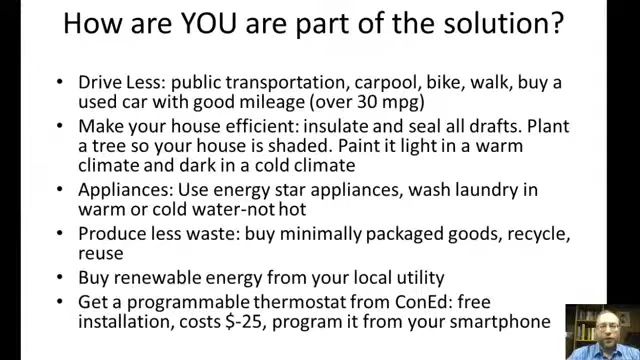 How are YOU are part of the solution?
• Drive Less: public transportation, carpool, bike, walk, buy a
used car with good mileage (over 30 mpg)
• Make your house efficient: insulate and seal all drafts. Plant
a tree so your house is shaded. Paint it light in a warm
climate and dark in a cold climate
• Appliances: Use energy star appliances, wash laundry in
warm or cold water-not hot
• Produce less waste: buy minimally packaged goods, recycle,
reuse
• Buy renewable energy from your local utility
• Get a programmable thermostat from ConEd: free
installation, costs $-25, program it from your smartphone